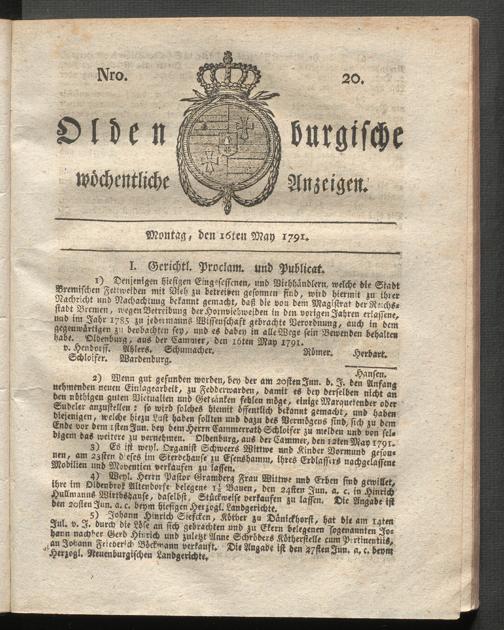 Nro. 20.
Oldenburgische
wöchentliche Anzeigen.
Montag, den 16ten May 1791.
I. Gerichtl. Proclam. und Publicat.
1) Denjenigen hiesigen Eingesessenen, und Viehhändlern, welche die Stadt
Bremischen Fettweiden mit Vieh zu betreiben gesonnen sind, wird hiermit zu ihrer
Nachricht und Nachachtung bekannt gemacht, daß die von dem Magistrat der Reichs-
stadt Bremen, wegen Betreibung der Hornviehweiden in den vorigen Jahren erlassene,
und im Jahr 1785 zu jedermanns Wissenschaft gebrachte Verordnung, auch in dem
gegenwärtigen zu beobachten sey, und es dabey in alle Wege sein Bewenden behalten
habe. Oldenburg, aus der Cammer, den 16ten May 1791.
v. Hendorff. Ahlers. Schumacher. Römer. Herbart.
Schloifer. Wardenburg.
Hansen.
2) Wenn gut gefunden worden, bey der am 20sten Jun. d. J. den Anfang
nehmenden neuen Einlagearbeit, zu Fedderwarden, damit es bey derselben nicht an
den nöthigen guten Victualien und Getränken fehlen möge, einige Marquetender oder
Sudeler anzustellen: so wird solches hiemit öffentlich bekannt gemacht, und haben
diejenigen, welche hiezu Lust haben sollten und dazu des Vermögens sind, sich zu dem
Ende vor dem 1sten Jun. bey dem Herrn Cammerrath Schloifer zu melden und von sel-
bigem das weitere zu vernehmen. Oldenburg, aus der Cammer, den 12ten May 1791.
3) Es ist weyl. Organist Schweers Wittwe und Kinder Vormund geson-
nen, am 23sten dieses im Sterbehause zu Esenshamm, ihres Erblassers nachgelassene
Mobilien und Moventien verkaufen zu lassen.
4) Weyl. Herrn Pastor Gramberg Frau Wittwe und Erben sind gewillet,
ihre im Oldenbrok Altendorfe belegene Bauen, den 24sten Jun. a. c. in Hinrich
Hullmanns Wirthshause, daselbst, Stückweise verkaufen zu lassen. Die Angabe ist
den 20sten Jun. a. c. beym hiesigen Herzogl. Landgerichte.
5) Johann Hinrich Siefcken, Köther zu Dänickhorst, hat die am 14ten
Jul. v. J. durch die Löse an sich gebrachten und zu Ekern belegenen sogenannten Jo-
hann nachher Gerd Hinrich und zuletzt Anne Schröders Kötherstelle cum Pertinentiis,
an Johann Friederich Böckmann verkauft. Die Angabe ist den 27sten Jun. a. c. beym
Herzogl. Neuenburgischen Landgerichte.